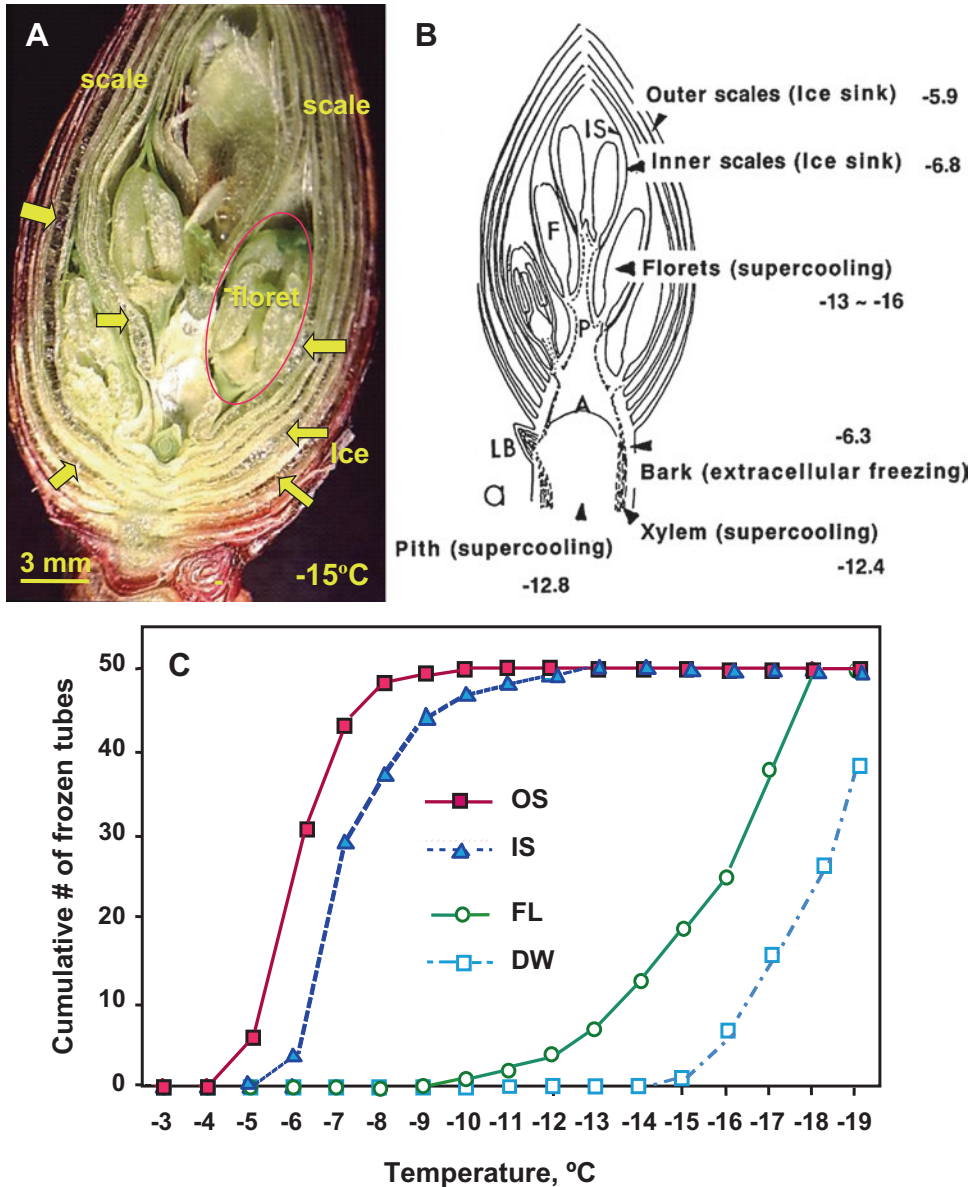 A
scale
scale
floret
Ice
3 mm
-15ºC
B
Outer scales (Ice sink) -5.9
IS
Inner scales (Ice sink) -6.8
F
Florets (supercooling)
-13 ~ -16
P
A
LB
-6.3
Bark (extracellular freezing)
a
Xylem (supercooling)
-12.4
Pith (supercooling)
-12.8
C
Cumulative # of frozen tubes
50
40
30
20
10
0
OS
IS
FL
DW
-3 -4 -5 -6 -7 -8 -9 -10 -11 -12 -13 -14 -15 -16 -17 -18 -19
Temperature, ºC